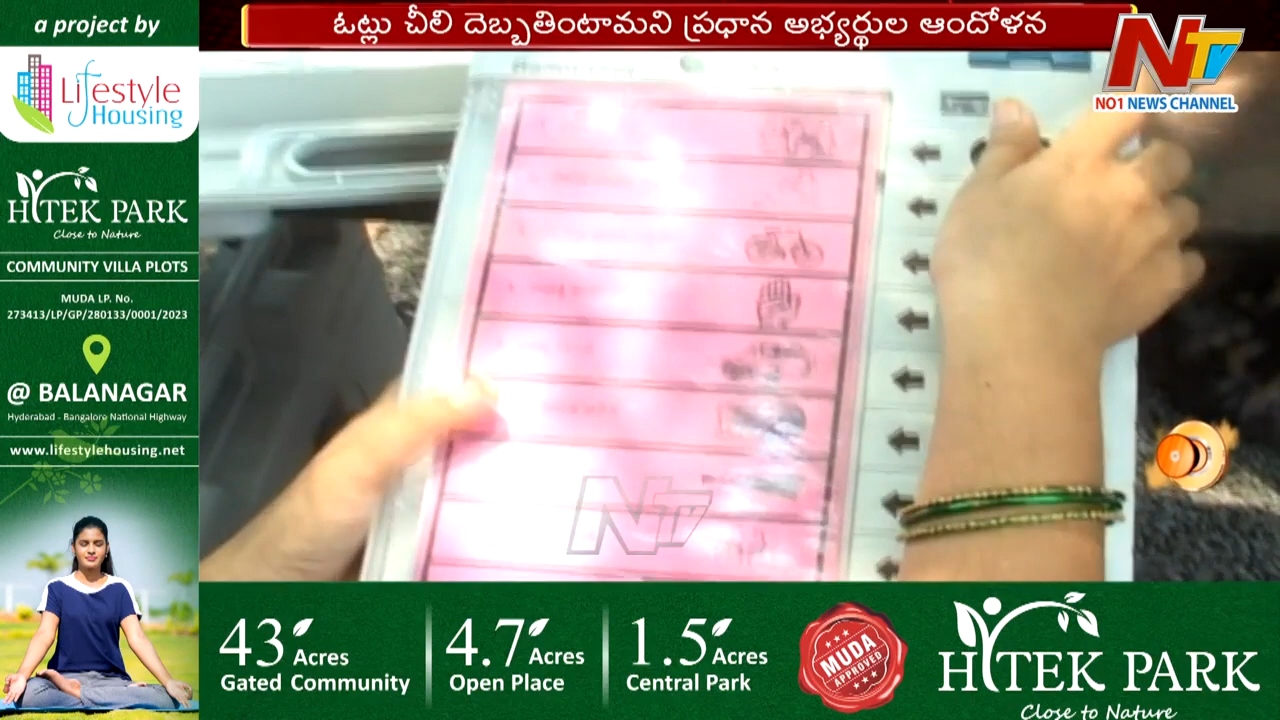 a project by
Lifestyle
Housing
HITEK PARK
Close to Nature
COMMUNITY VILLA PLOTS
MUDA LP. No.
273413/LP/GP/280133/0001/2023
@ BALANAGAR
Hyderabad - Bangalore National Highway
www.lifestylehousing.net
ఓట్లు చీలి దెబ్బతింటామని ప్రధాన అభ్యర్థుల ఆందోళన
NTV
NO1 NEWS CHANNEL
NTV
43 Acres
Gated Community
4.7 Acres
Open Place
1.5 Acres
Central Park
MUDA
APPROVED
HITEK PARK
Close to Nature